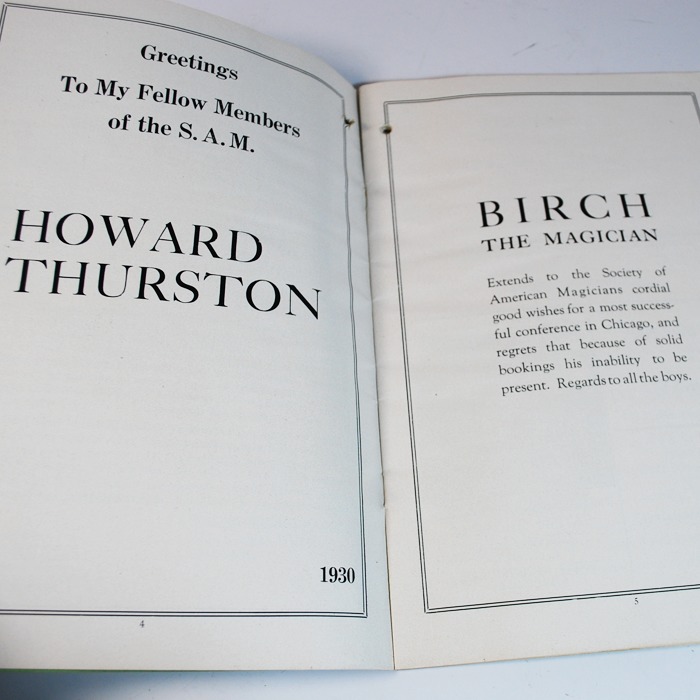 Greetings
To My Fellow Members
of the S. A. M.
HOWARD
THURSTON
1930
4
BIRCH
THE MAGICIAN
Extends to the Society of
American Magicians cordial
good wishes for a most success-
ful conference in Chicago, and
regrets that because of solid
bookings his inability to be
present. Regards to all the boys.
5